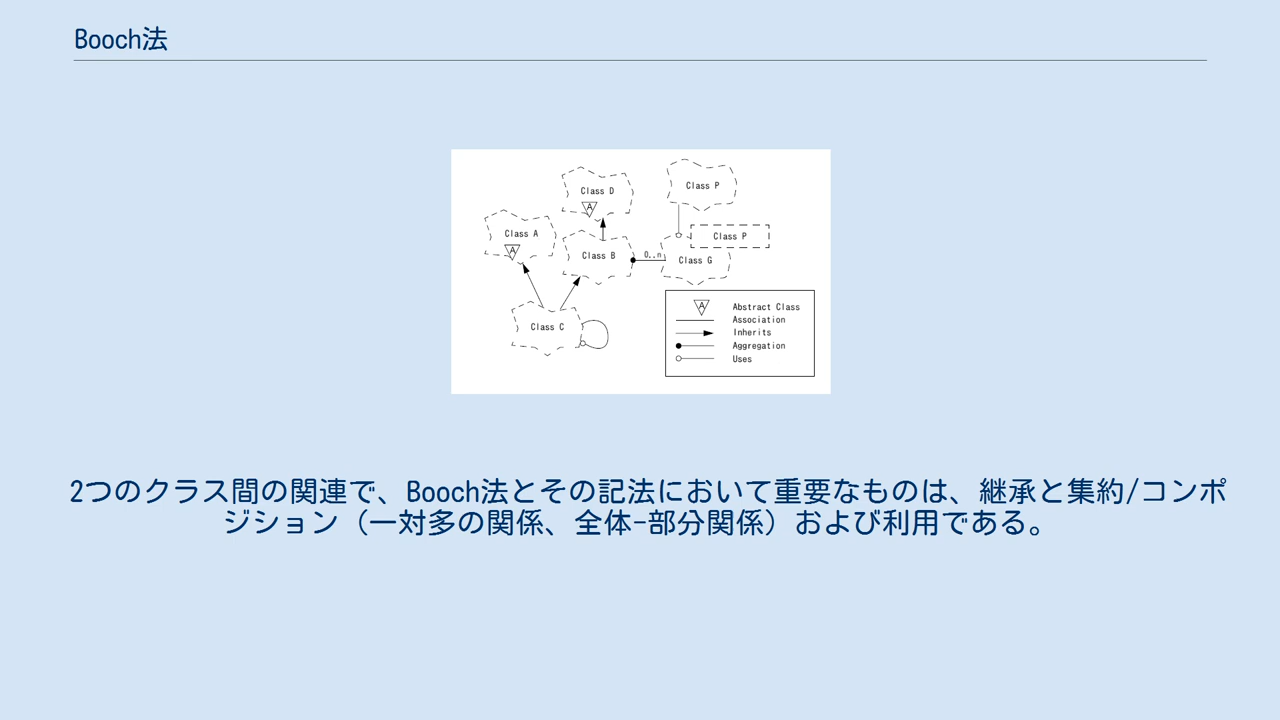 Booch法
Class D
A
Class P
Class A
A
Class P
Class B
0..n
Class G
Class C
A Abstract Class
Association
Inherits
Aggregation
Uses
2つのクラス間の関連で、Booch法とその記法において重要なものは、継承と集約/コンポ
ジション（一対多の関係、全体-部分関係）および利用である。